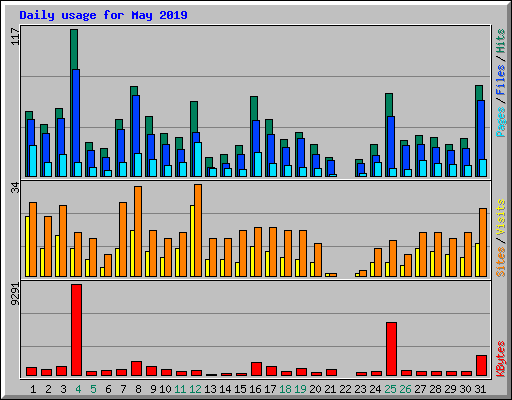 Daily usage for May 2019
117
Pages / Files / Hits
34
Sites / Visits
9291
KBytes
1 2 3 4 5 6 7 8 9 10 11 12 13 14 15 16 17 18 19 20 21 22 23 24 25 26 27 28 29 30 31